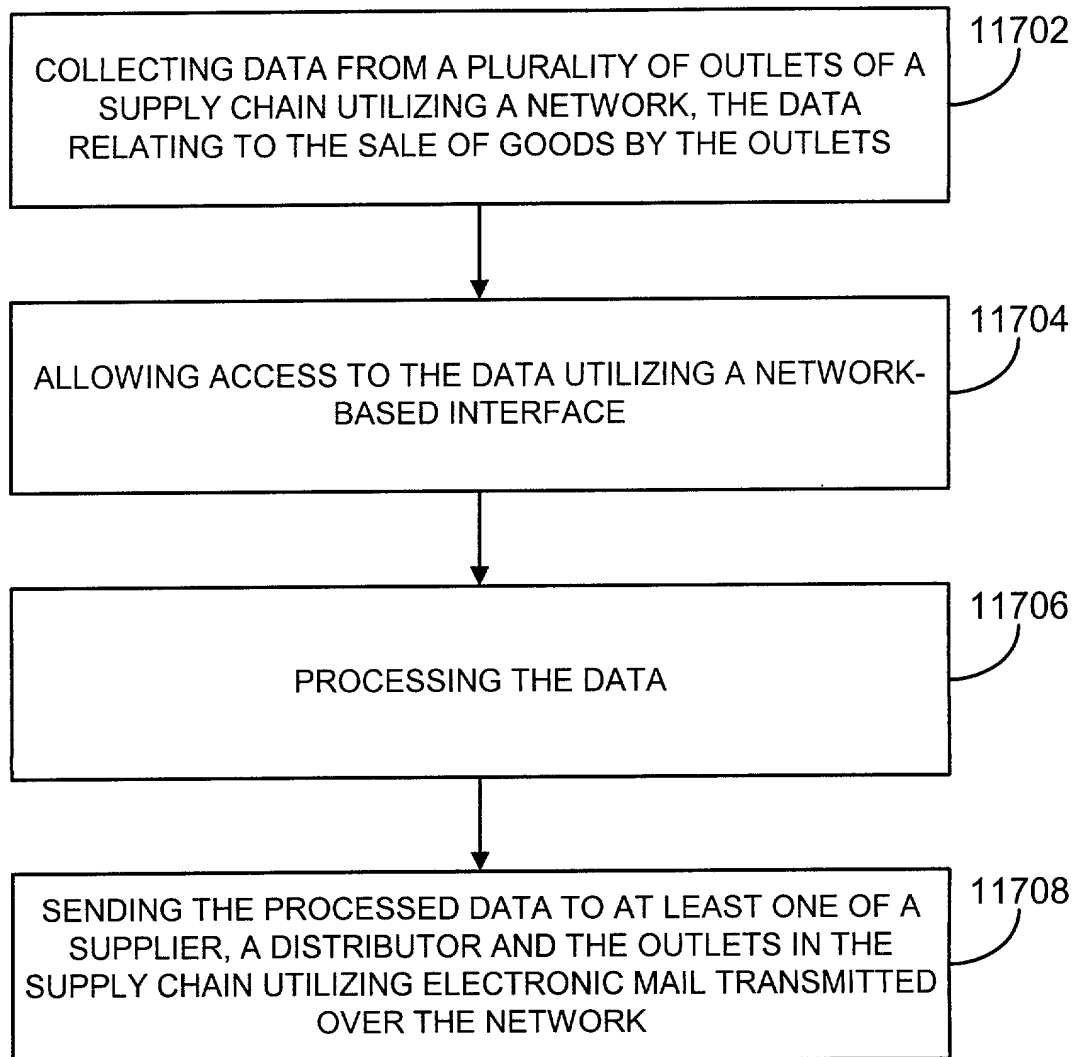 11702
COLLECTING DATA FROM A PLURALITY OF OUTLETS OF A
SUPPLY CHAIN UTILIZING A NETWORK, THE DATA
RELATING TO THE SALE OF GOODS BY THE OUTLETS
11704
ALLOWING ACCESS TO THE DATA UTILIZING A NETWORK-
BASED INTERFACE
11706
PROCESSING THE DATA
11708
SENDING THE PROCESSED DATA TO AT LEAST ONE OF A
SUPPLIER, A DISTRIBUTOR AND THE OUTLETS IN THE
SUPPLY CHAIN UTILIZING ELECTRONIC MAIL TRANSMITTED
OVER THE NETWORK